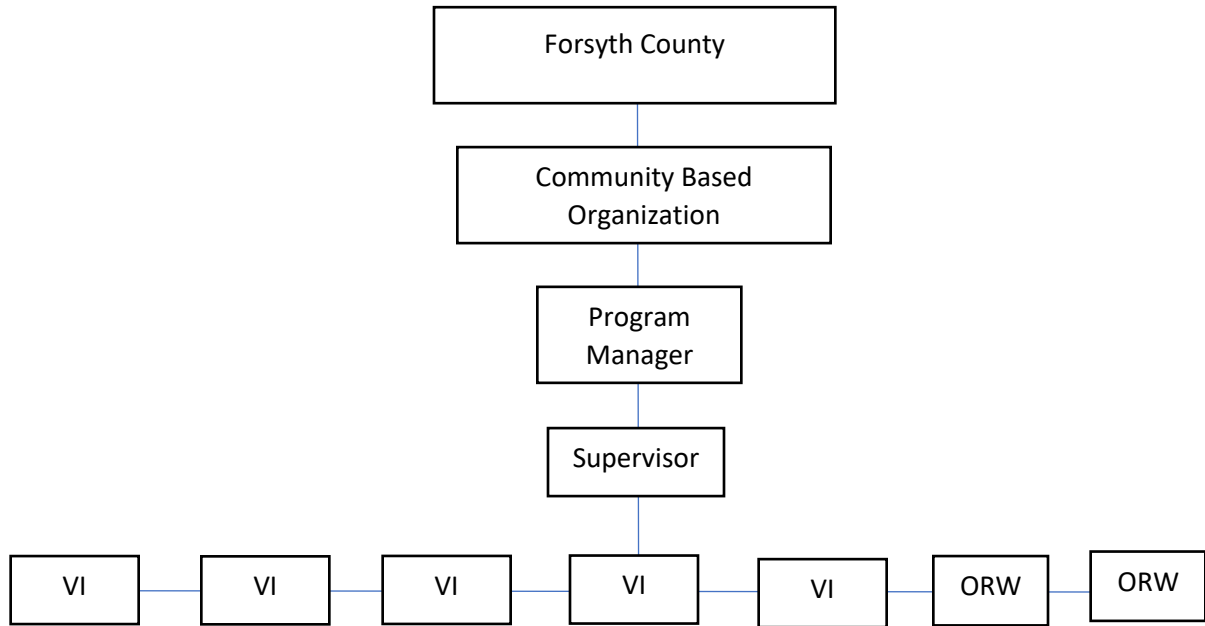 Forsyth County
Community Based
Organization
Program
Manager
Supervisor
VI
VI
VI
VI
VI
ORW
ORW